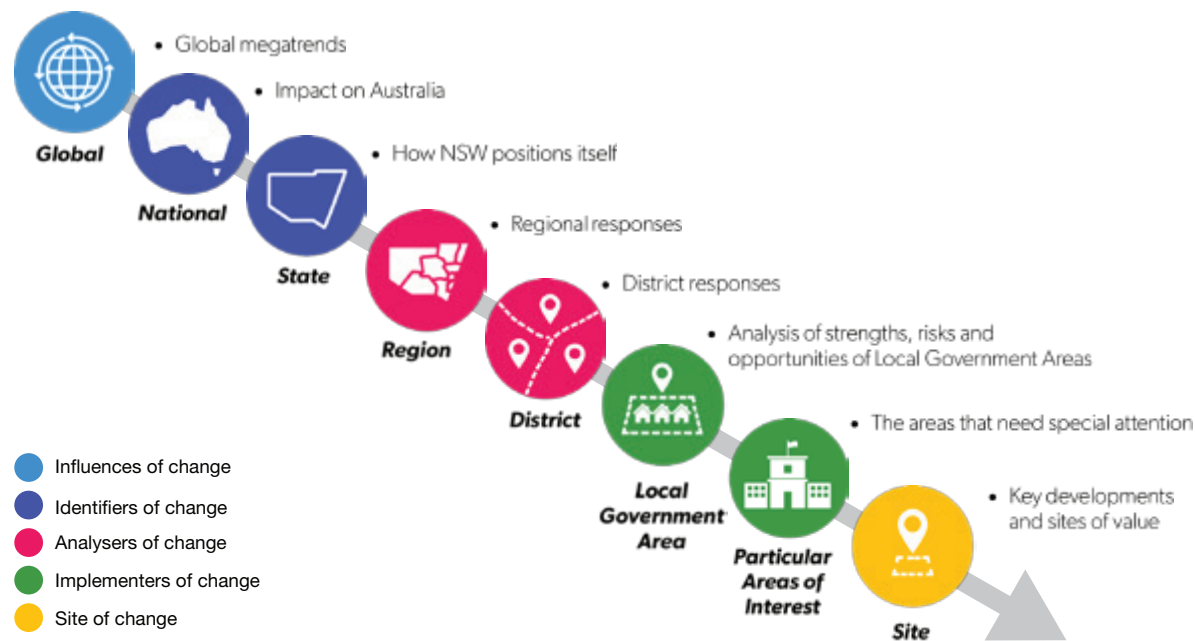 Global megatrends
Global
Impact on Australia
National
How NSW positions itself
State
Regional responses
Region
District responses
District
Analysis of strengths, risks and
opportunities of Local Government Areas
Local
Government
Area
The areas that need special attention
Particular
Areas of
Interest
Key developments
and sites of value
Site
Influences of change
Identifiers of change
Analysers of change
Implementers of change
Site of change